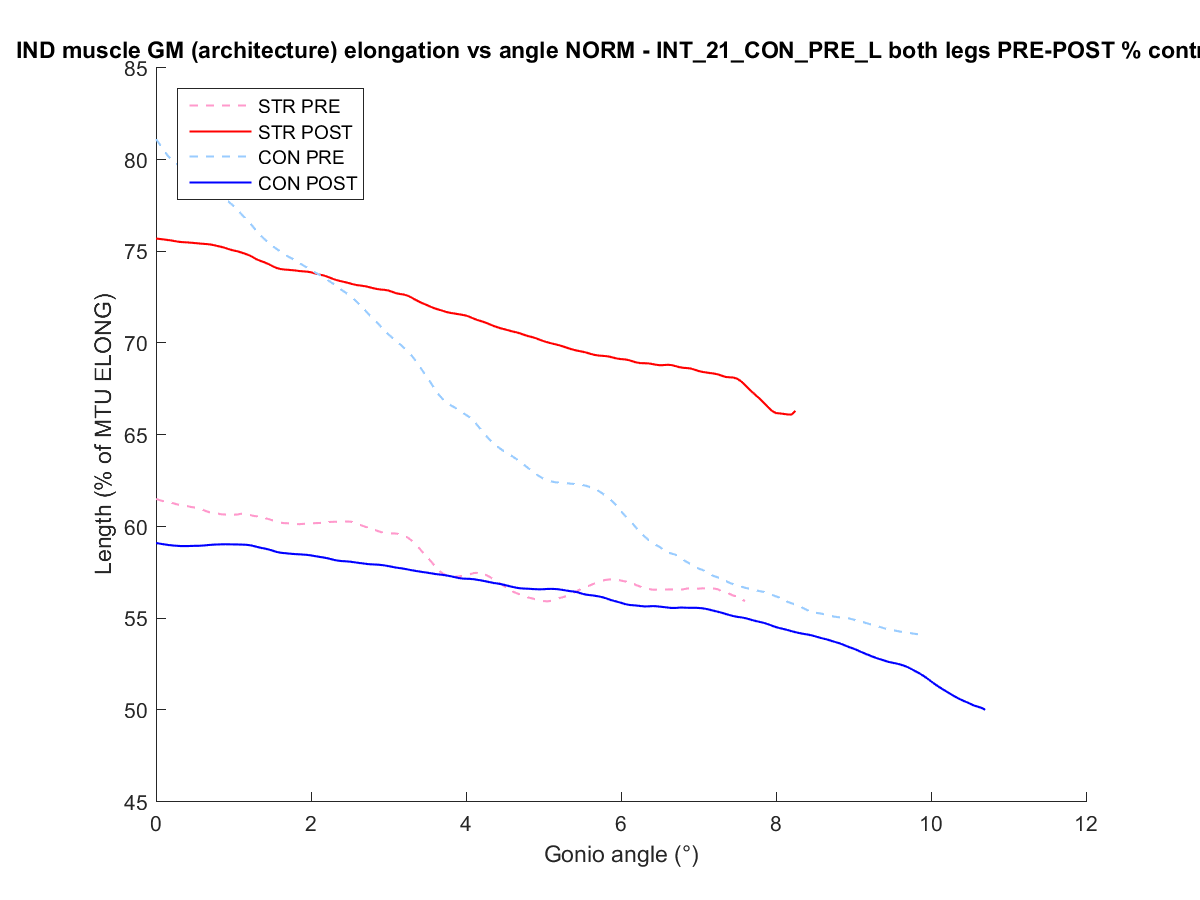 IND muscle GM (architecture) elongation vs angle NORM - INT_21_CON_PRE_L both legs PRE-POST % contr
85
80
75
70
65
60
55
50
45
Length (% of MTU ELONG)
STR PRE
STR POST
CON PRE
CON POST
0
2
4
6
8
10
12
Gonio angle (°)